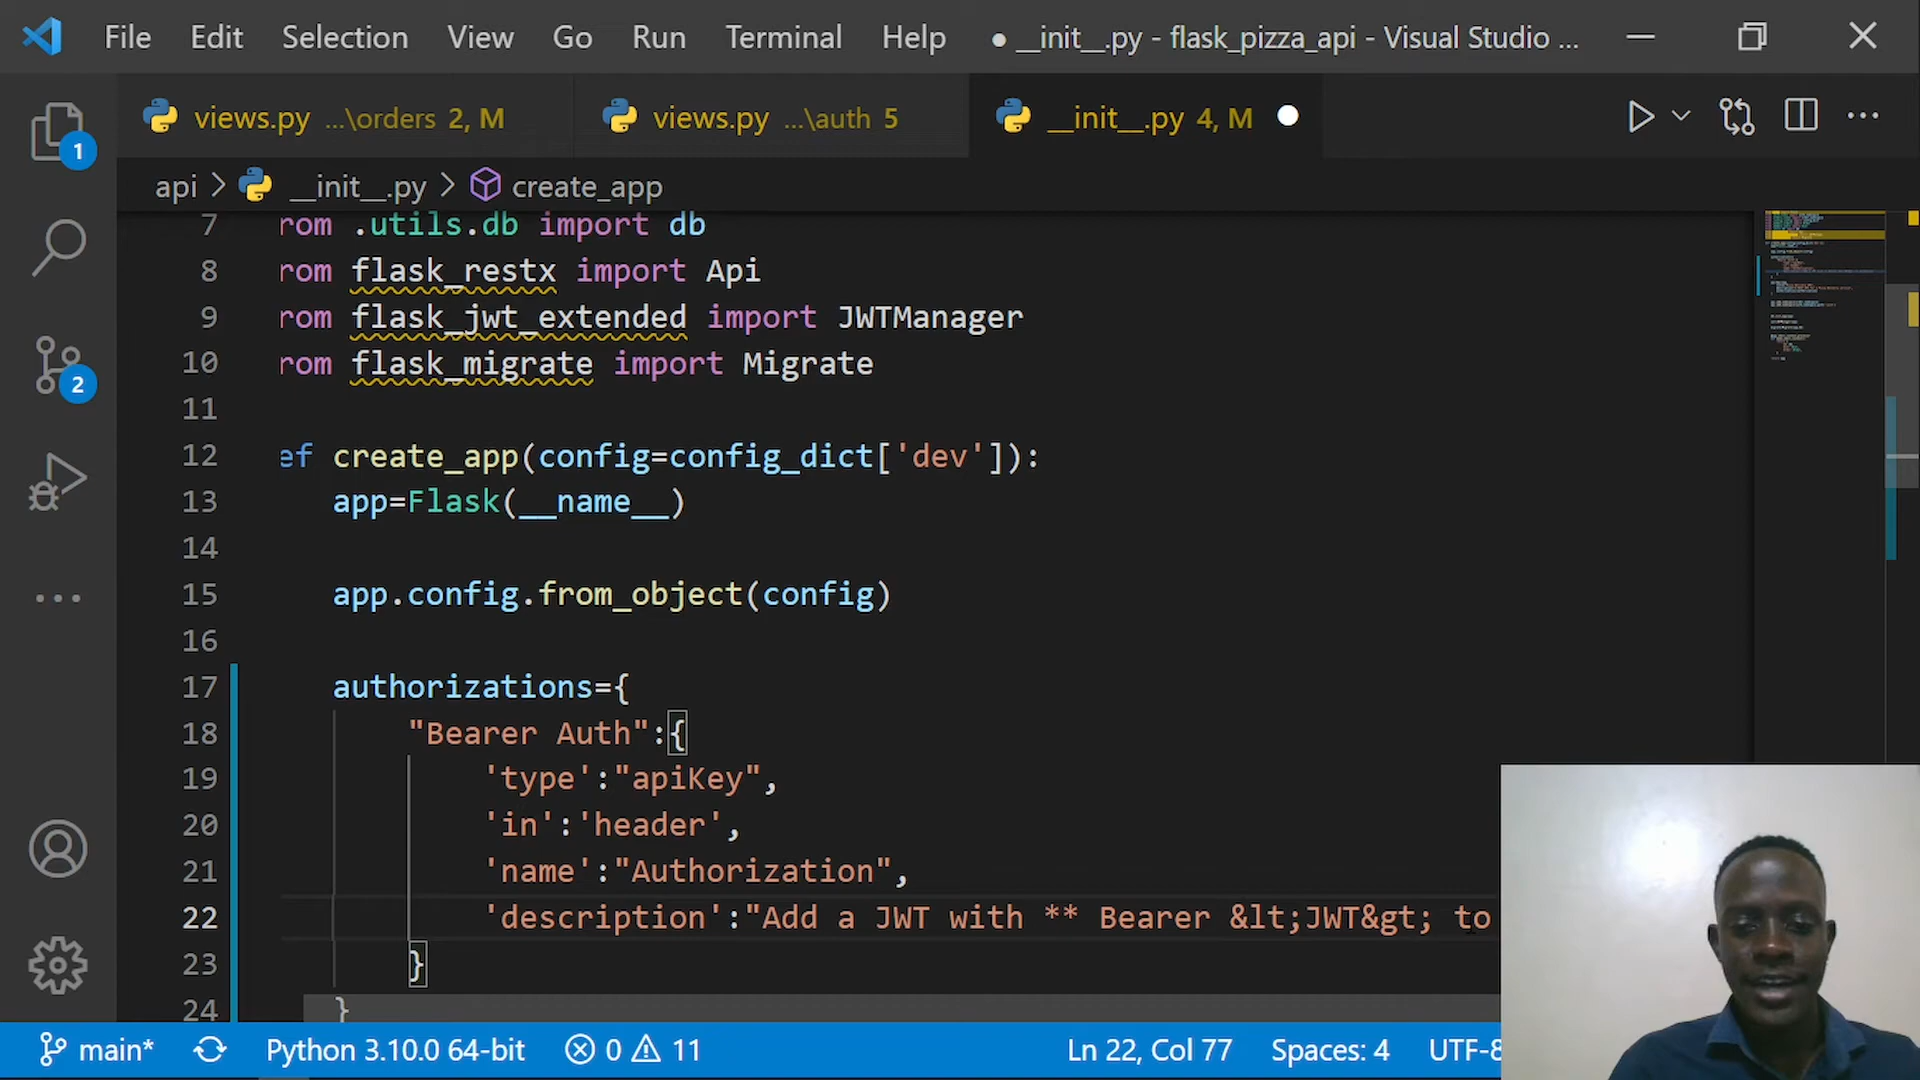 File Edit Selection View Go Run Terminal Help ● __init__.py - flask_pizza_api - Visual Studio ...
views.py ...\orders 2, M views.py ...\auth 5 __init__.py 4, M
api > __init__.py > create_app
7 rom .utils.db import db
8 rom flask_restx import Api
9 rom flask_jwt_extended import JWTManager
10 rom flask_migrate import Migrate
11
12 ef create_app(config=config_dict['dev']):
13 app=Flask(__name__)
14
15 app.config.from_object(config)
16
17 authorizations={
18 "Bearer Auth":{
19 'type':"apiKey",
20 'in':'header',
21 'name':"Authorization",
22 'description':"Add a JWT with ** Bearer &lt;JWT&gt; to
23 }
24 }
1
2
main* Python 3.10.0 64-bit 0 11 Ln 22, Col 77 Spaces: 4 UTF-8